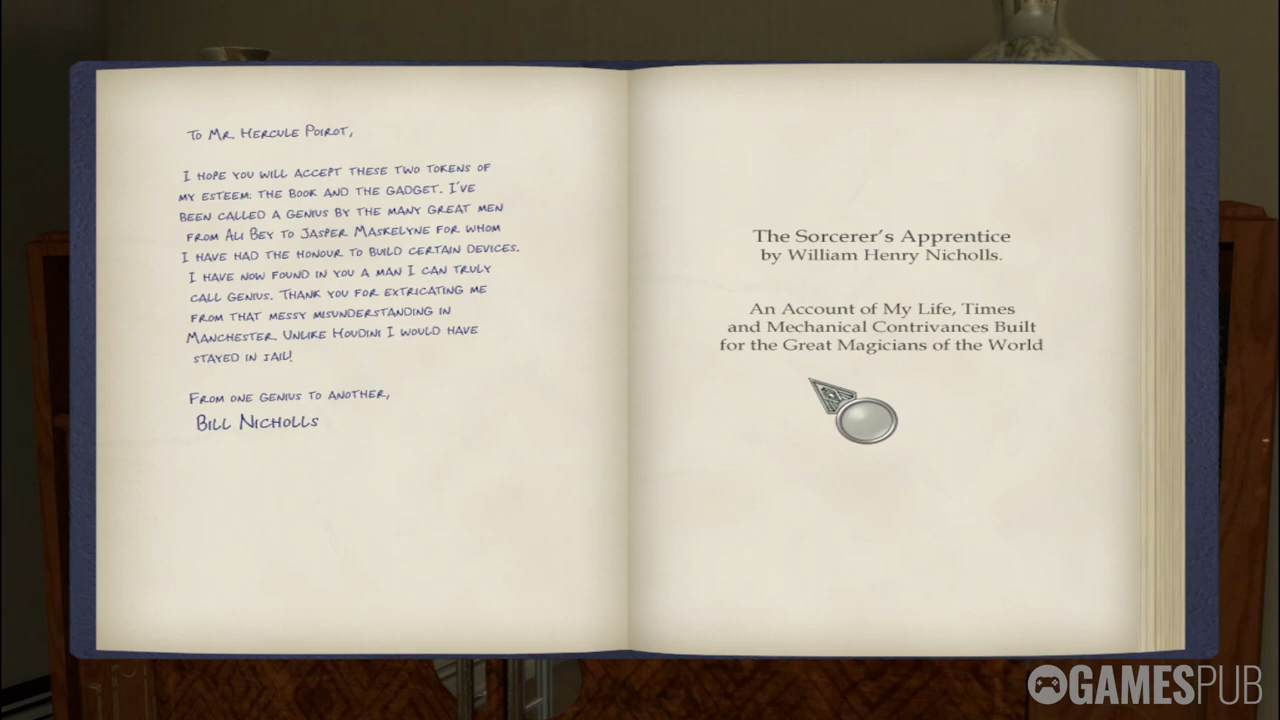 To Mr. Hercule Poirot,
I hope you will accept these two tokens of
my esteem: the book and the gadget. I've
been called a genius by the many great men
from Ali Bey to Jasper Maskelyne for whom
I have had the honour to build certain devices.
I have now found in you a man I can truly
call genius. Thank you for extricating me
from that messy misunderstanding in
Manchester. Unlike Houdini I would have
stayed in jail!
From one genius to another,
Bill Nicholls
The Sorcerer's Apprentice
by William Henry Nicholls.
An Account of My Life, Times
and Mechanical Contrivances Built
for the Great Magicians of the World
GAMESPUB